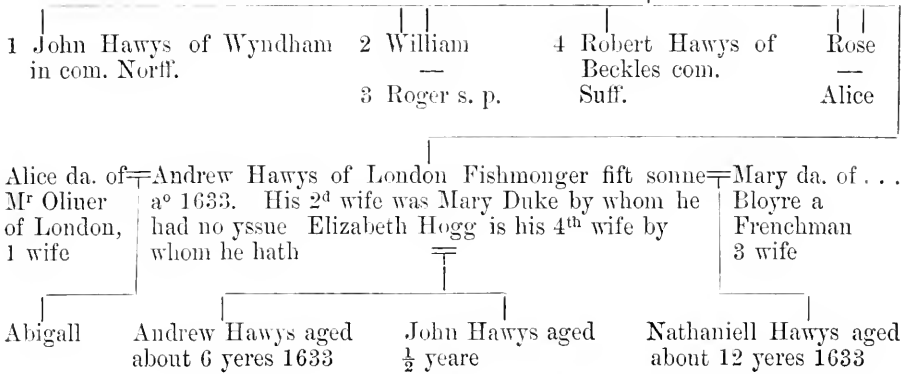 1 John Hawys of Wyndham in com. Norff.
2 William
3 Roger s. p.
4 Robert Hawys of Beckles com. Suff.
Rose
Alice
Alice da. of
Mr Oliuer
of London,
1 wife
Andrew Hawys of London Fishmonger fift sonne
aº 1633. His 2d wife was Mary Duke by whom he
had no yssue Elizabeth Hogg is his 4th wife by
whom he hath
Mary da. of . . .
Bloyre a
Frenchman
3 wife
Abigall
Andrew Hawys aged
about 6 yeres 1633
John Hawys aged
½ yeare
Nathaniell Hawys aged
about 12 yeres 1633